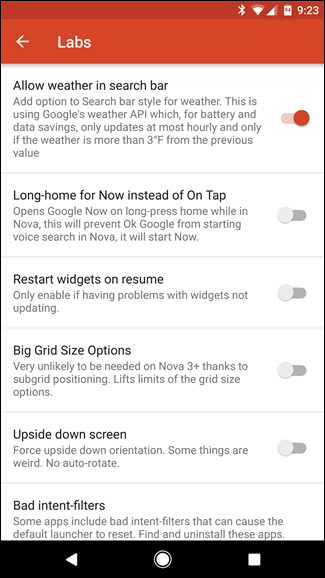 9:23
Labs
Allow weather in search bar
Add option to Search bar style for weather. This is
using Google's weather API which, for battery and
data savings, only updates at most hourly and only
if the weather is more than 3°F from the previous
value
Long-home for Now instead of On Tap
Opens Google Now on long-press home while in
Nova, this will prevent Ok Google from starting
voice search in Nova, it will start Now.
Restart widgets on resume
Only enable if having problems with widgets not
updating.
Big Grid Size Options
Very unlikely to be needed on Nova 3+ thanks to
subgrid positioning. Lifts limits of the grid size
options.
Upside down screen
Force upside down orientation. Some things are
weird. No auto-rotate.
Bad intent-filters
Some apps include bad intent-filters that can cause the
default launcher to reset. Find and uninstall these apps.